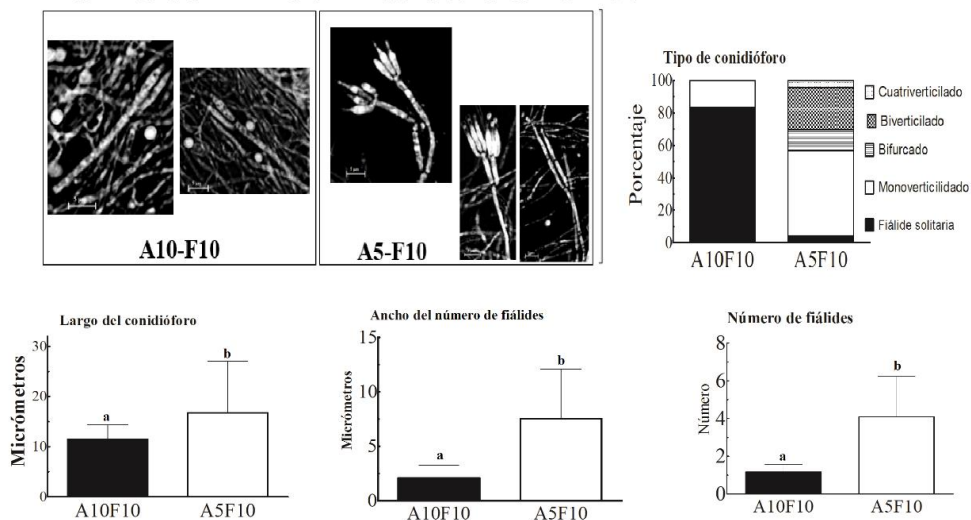 A10-F10
A5-F10
Tipo de conidióforo
Porcentaje
100
80
60
40
20
0
A10F10
A5F10
Cuatriverticilado
Biverticilado
Bifurcado
Monoverticilidado
Fiálide solitaria
Largo del conidióforo
Micrómetros
30
20
10
0
a
b
A10F10
A5F10
Ancho del número de fiálides
Micrómetros
15
10
5
0
a
b
A10F10
A5F10
Número de fiálides
Número
8
6
4
2
0
a
b
A10F10
A5F10